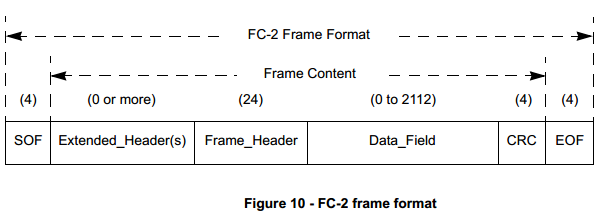 FC-2 Frame Format
Frame Content
(4) (0 or more) (24) (0 to 2112) (4) (4)
SOF Extended_Header(s) Frame_Header Data_Field CRC EOF
Figure 10 - FC-2 frame format